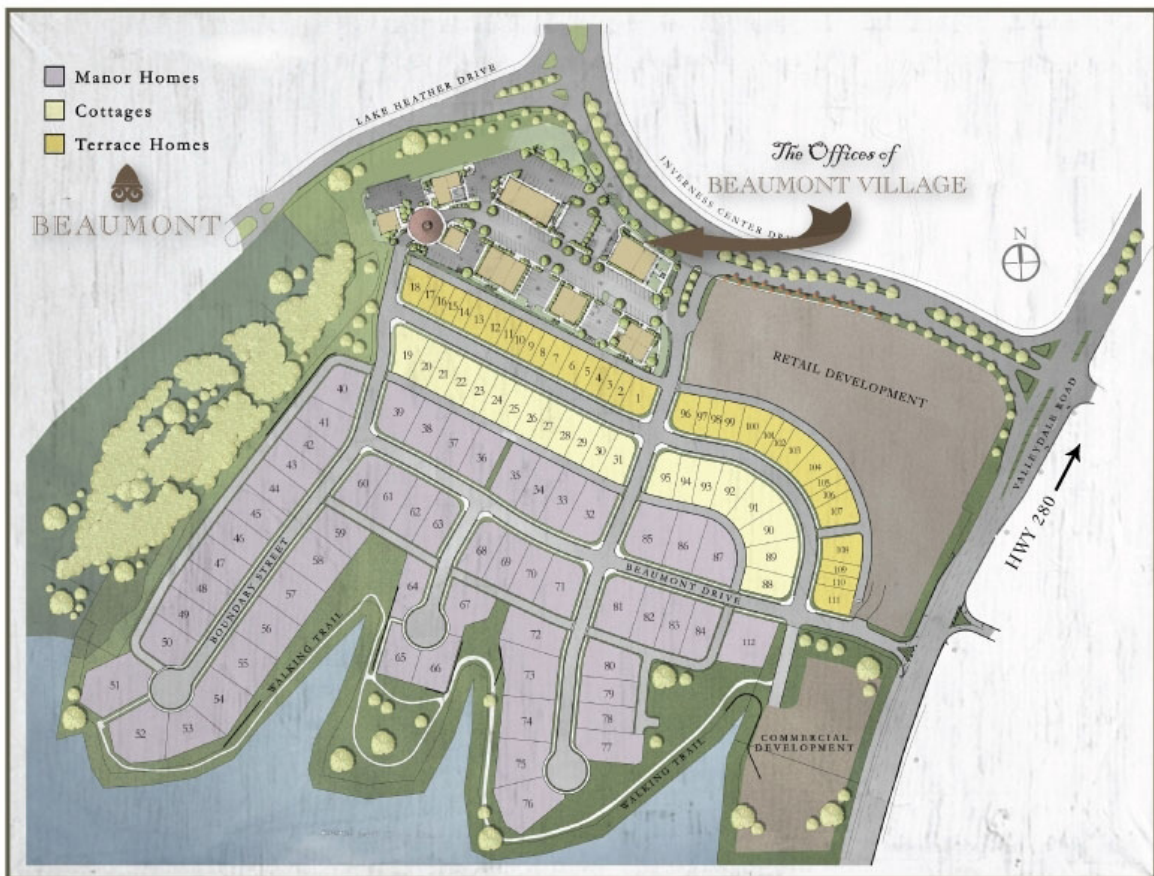 Manor Homes
Cottages
Terrace Homes
BEAUMONT
LAKE HEATHER DRIVE
The Offices of
BEAUMONT VILLAGE
INVERNESS CENTER
N
RETAIL DEVELOPMENT
VALLEYDALE ROAD
HWY 280
18 17 16 15 14 13 12 11 10 9 8 7 6 5 4 3 2 1
19 20 21 22 23 24 25 26 27 28 29 30 31
96 97 98 99 100 101 102 103 104 105 106 107
108 109 110 111
95 94 93 92 91 90 89 88
40 41 42 43 44 45 46 47 48 49 50
39 38 37 36 35 34 33 32
85 86 87
60 61 62 63
59 58 57 56 55 54 53 52 51
68 69 70 71
64 65 66 67
81 82 83 84 112
72 73 74 75 76
80 79 78 77
BOUNDARY STREET
BEAUMONT DRIVE
WALKING TRAIL
WALKING TRAIL
COMMERCIAL
DEVELOPMENT